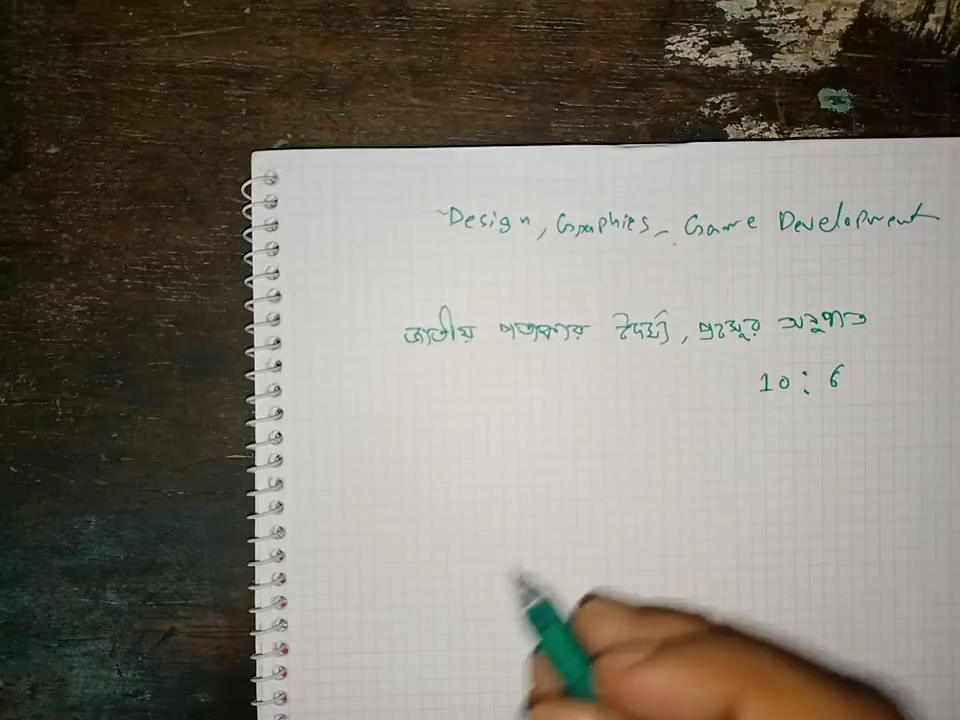 Design, Graphics, Game Development
জাতীয় পতাকার দৈর্ঘ্য, প্রস্থের অনুপাত
10 : 6